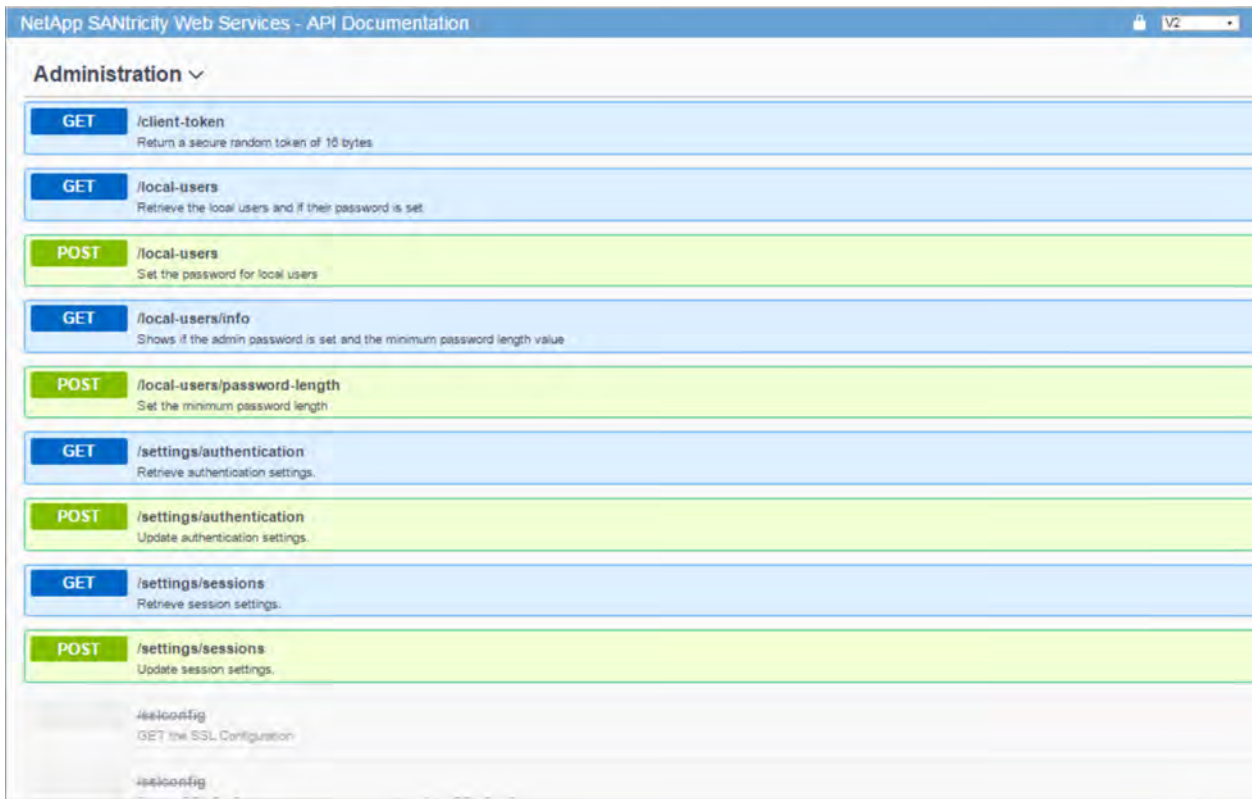 NetApp SANtricity Web Services - API Documentation
V2
Administration
GET /client-token
Return a secure random token of 16 bytes
GET /local-users
Retrieve the local users and if their password is set
POST /local-users
Set the password for local users
GET /local-users/info
Shows if the admin password is set and the minimum password length value
POST /local-users/password-length
Set the minimum password length
GET /settings/authentication
Retrieve authentication settings.
POST /settings/authentication
Update authentication settings.
GET /settings/sessions
Retrieve session settings.
POST /settings/sessions
Update session settings.
/sslconfig
GET the SSL Configuration
/sslconfig